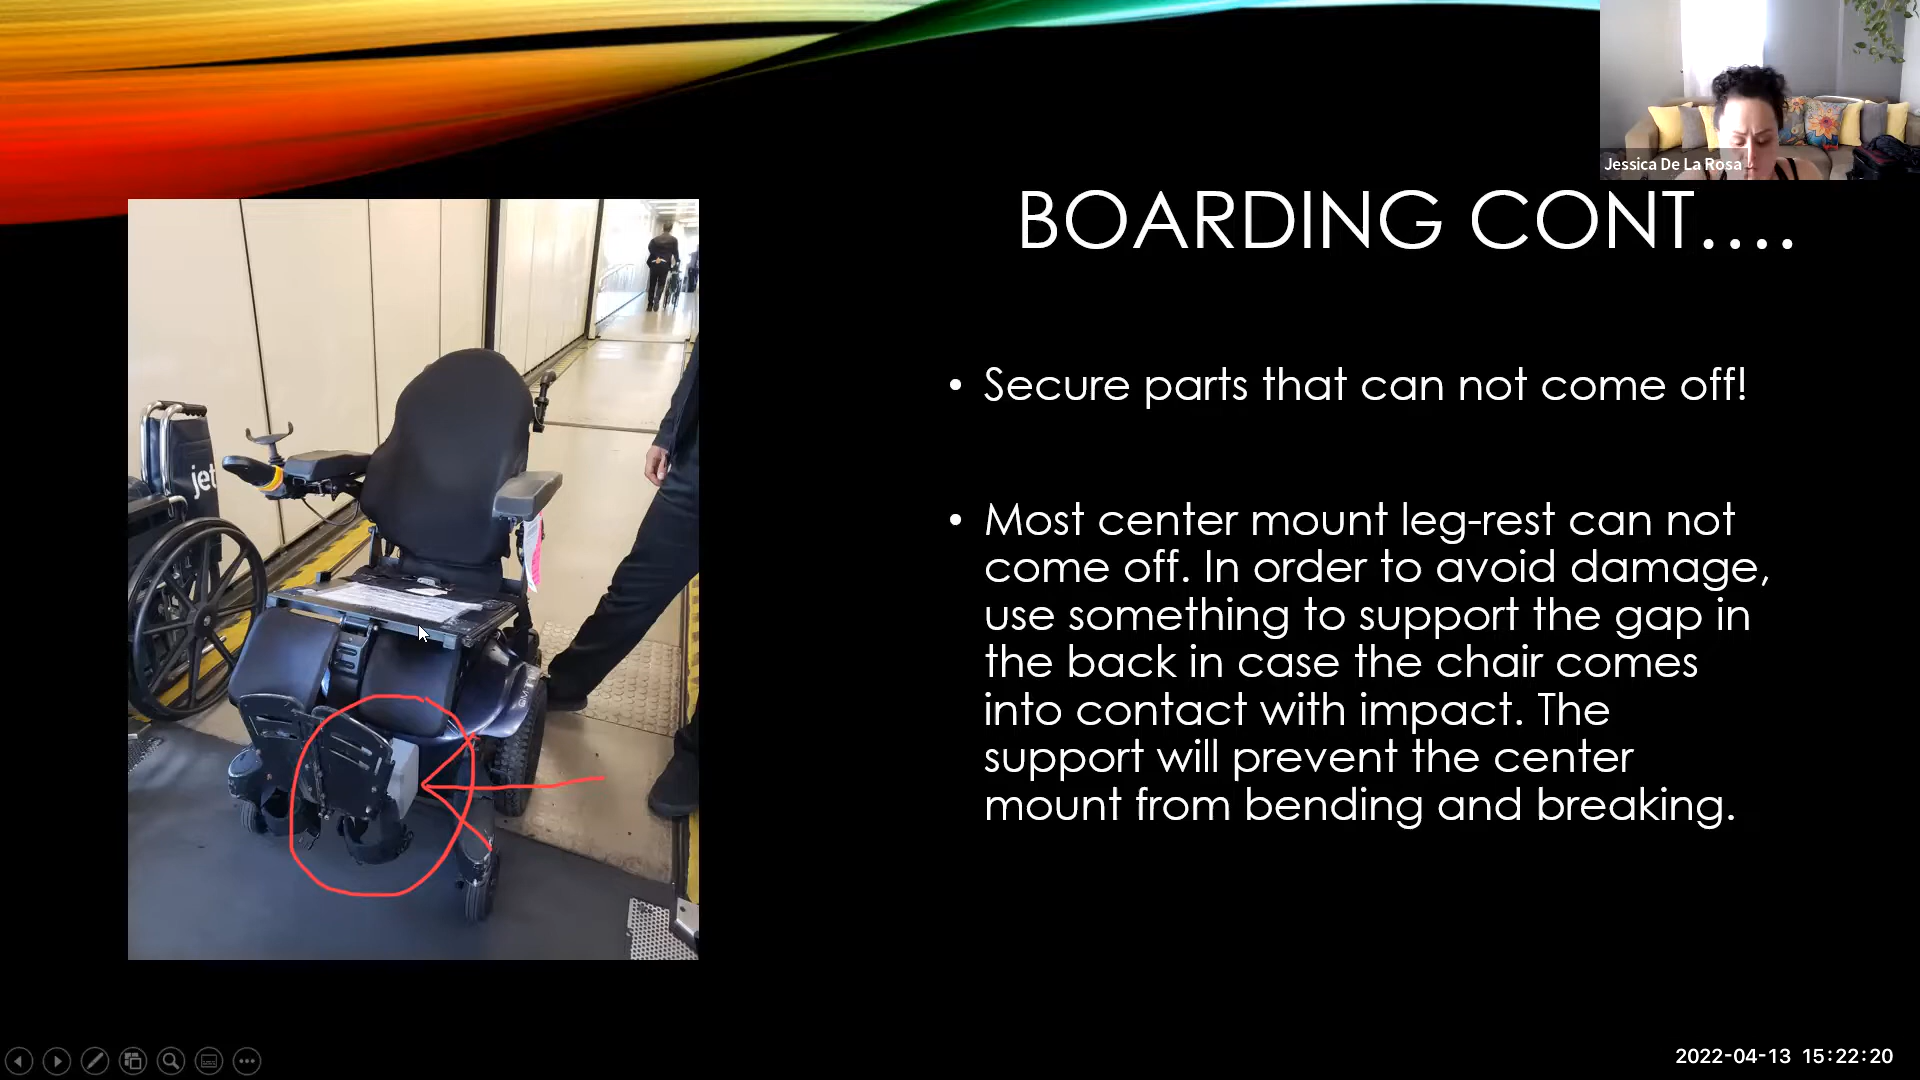 Jessica De La Rosa
BOARDING CONT....
• Secure parts that can not come off!
• Most center mount leg-rest can not
come off. In order to avoid damage,
use something to support the gap in
the back in case the chair comes
into contact with impact. The
support will prevent the center
mount from bending and breaking.
jet
2022-04-13 15:22:20